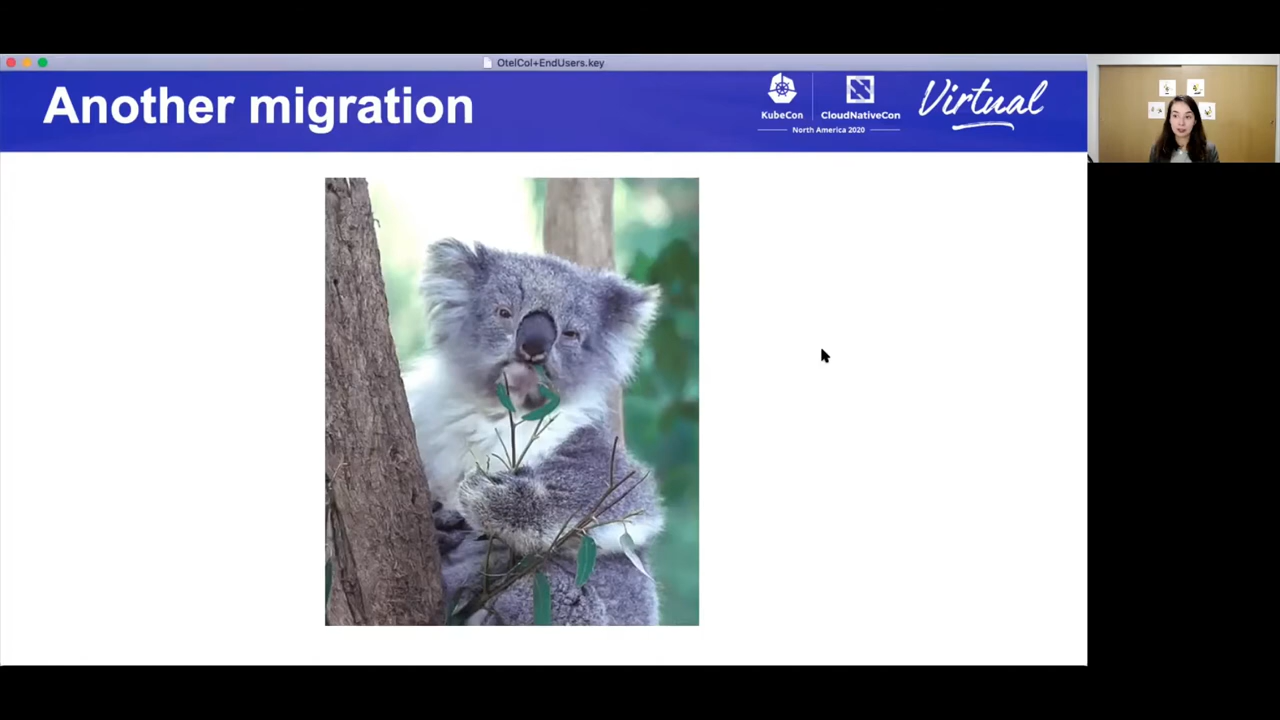 OtelCol+EndUsers.key
Another migration
KubeCon
CloudNativeCon
North America 2020
Virtual